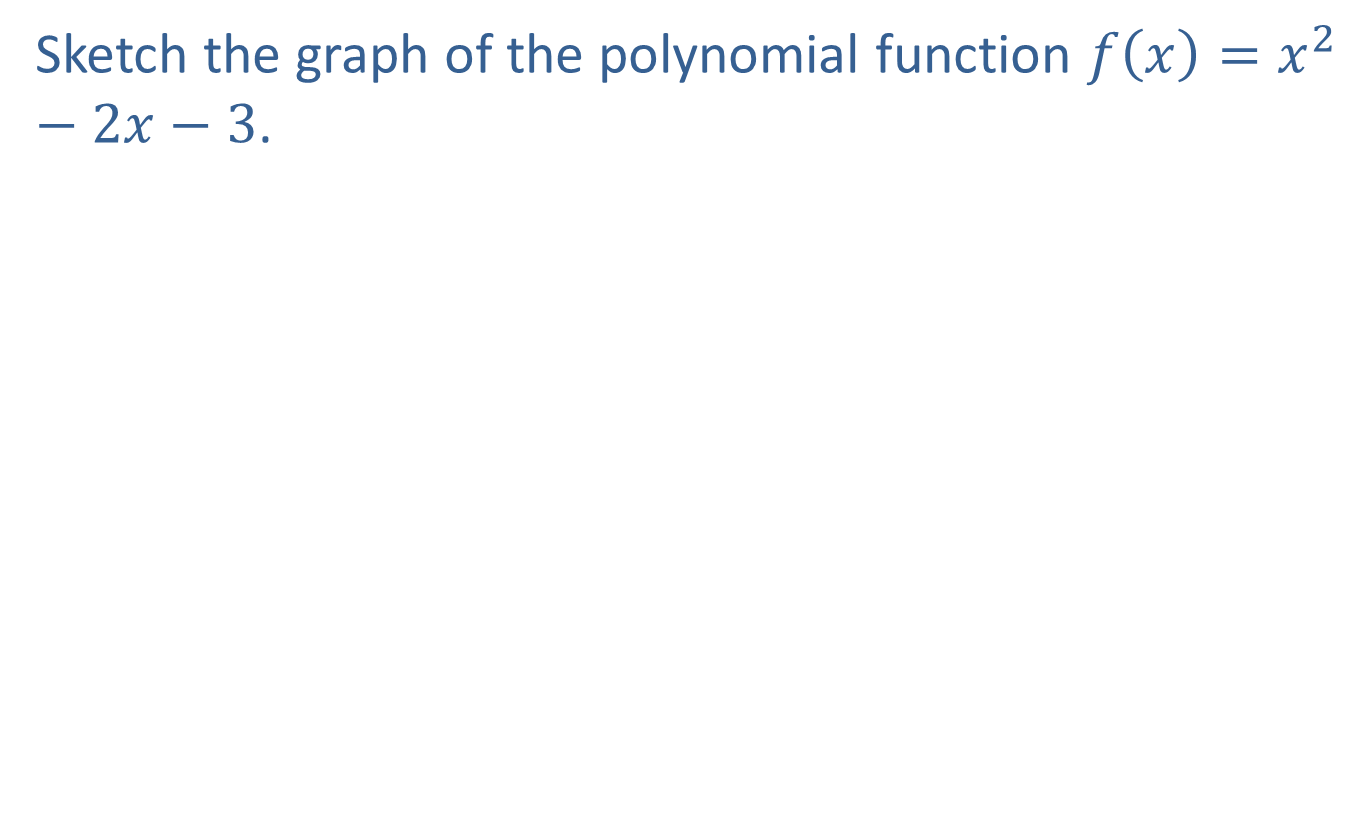 Sketch the graph of the polynomial function f(x) = x²
− 2x − 3.